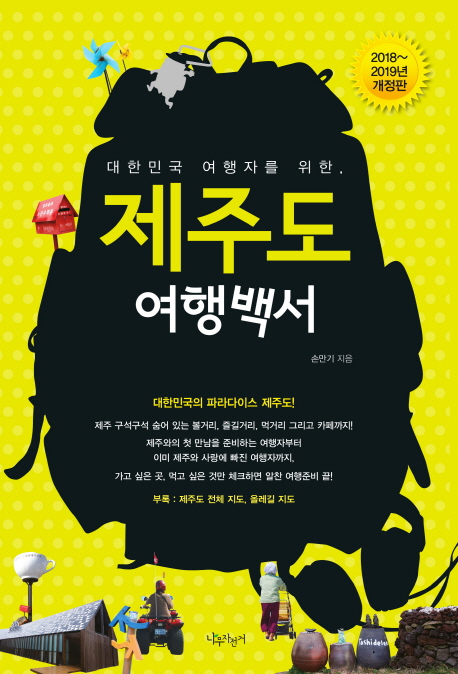 2018~
2019년
개정판
대한민국 여행자를 위한.
제주도
여행백서
손만기 지음
대한민국의 파라다이스 제주도!
제주 구석구석 숨어 있는 볼거리, 즐길거리, 먹거리 그리고 카페까지!
제주와의 첫 만남을 준비하는 여행자부터
이미 제주와 사랑에 빠진 여행자까지,
가고 싶은 곳, 먹고 싶은 것만 체크하면 알찬 여행준비 끝!
부록 : 제주도 전체 지도, 올레길 지도
나무자전거